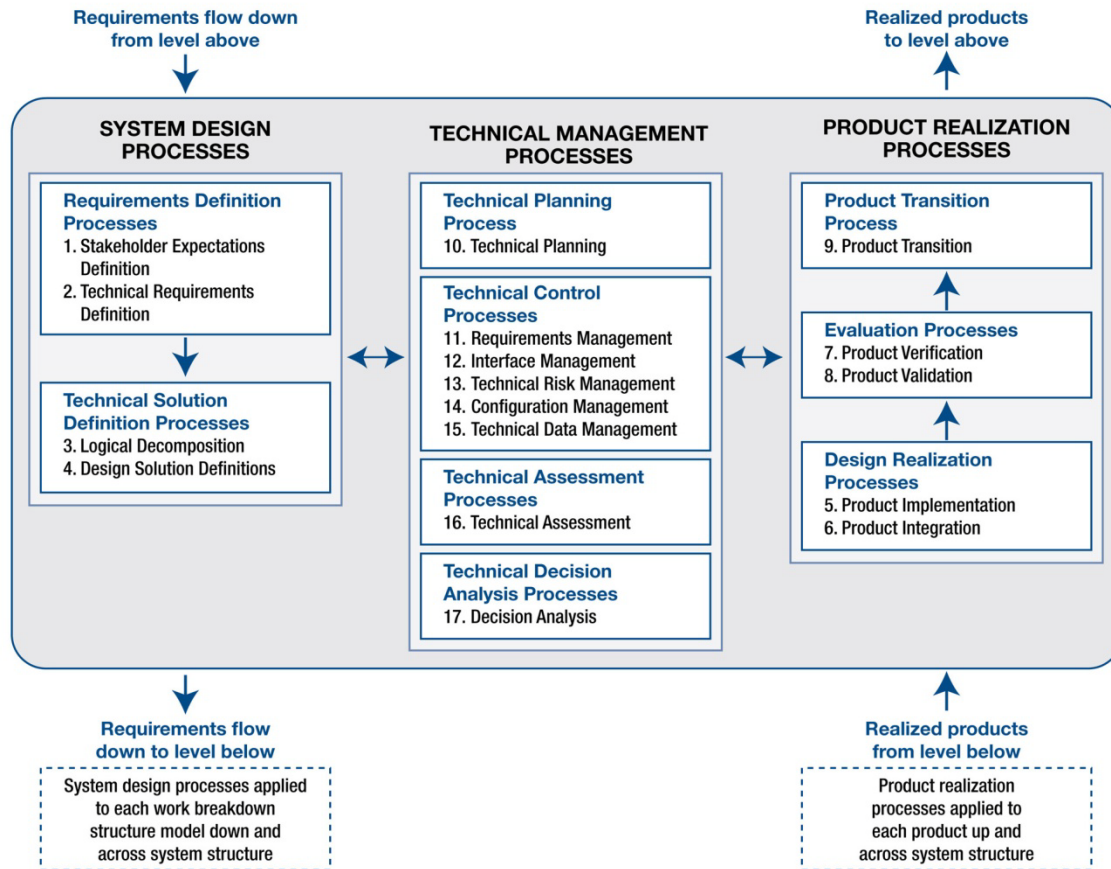 Requirements flow down
from level above
Realized products
to level above
SYSTEM DESIGN
PROCESSES
Requirements Definition
Processes
1. Stakeholder Expectations
Definition
2. Technical Requirements
Definition
Technical Solution
Definition Processes
3. Logical Decomposition
4. Design Solution Definitions
TECHNICAL MANAGEMENT
PROCESSES
Technical Planning
Process
10. Technical Planning
Technical Control
Processes
11. Requirements Management
12. Interface Management
13. Technical Risk Management
14. Configuration Management
15. Technical Data Management
Technical Assessment
Processes
16. Technical Assessment
Technical Decision
Analysis Processes
17. Decision Analysis
PRODUCT REALIZATION
PROCESSES
Product Transition
Process
9. Product Transition
Evaluation Processes
7. Product Verification
8. Product Validation
Design Realization
Processes
5. Product Implementation
6. Product Integration
Requirements flow
down to level below
System design processes applied
to each work breakdown
structure model down and
across system structure
Realized products
from level below
Product realization
processes applied to
each product up and
across system structure